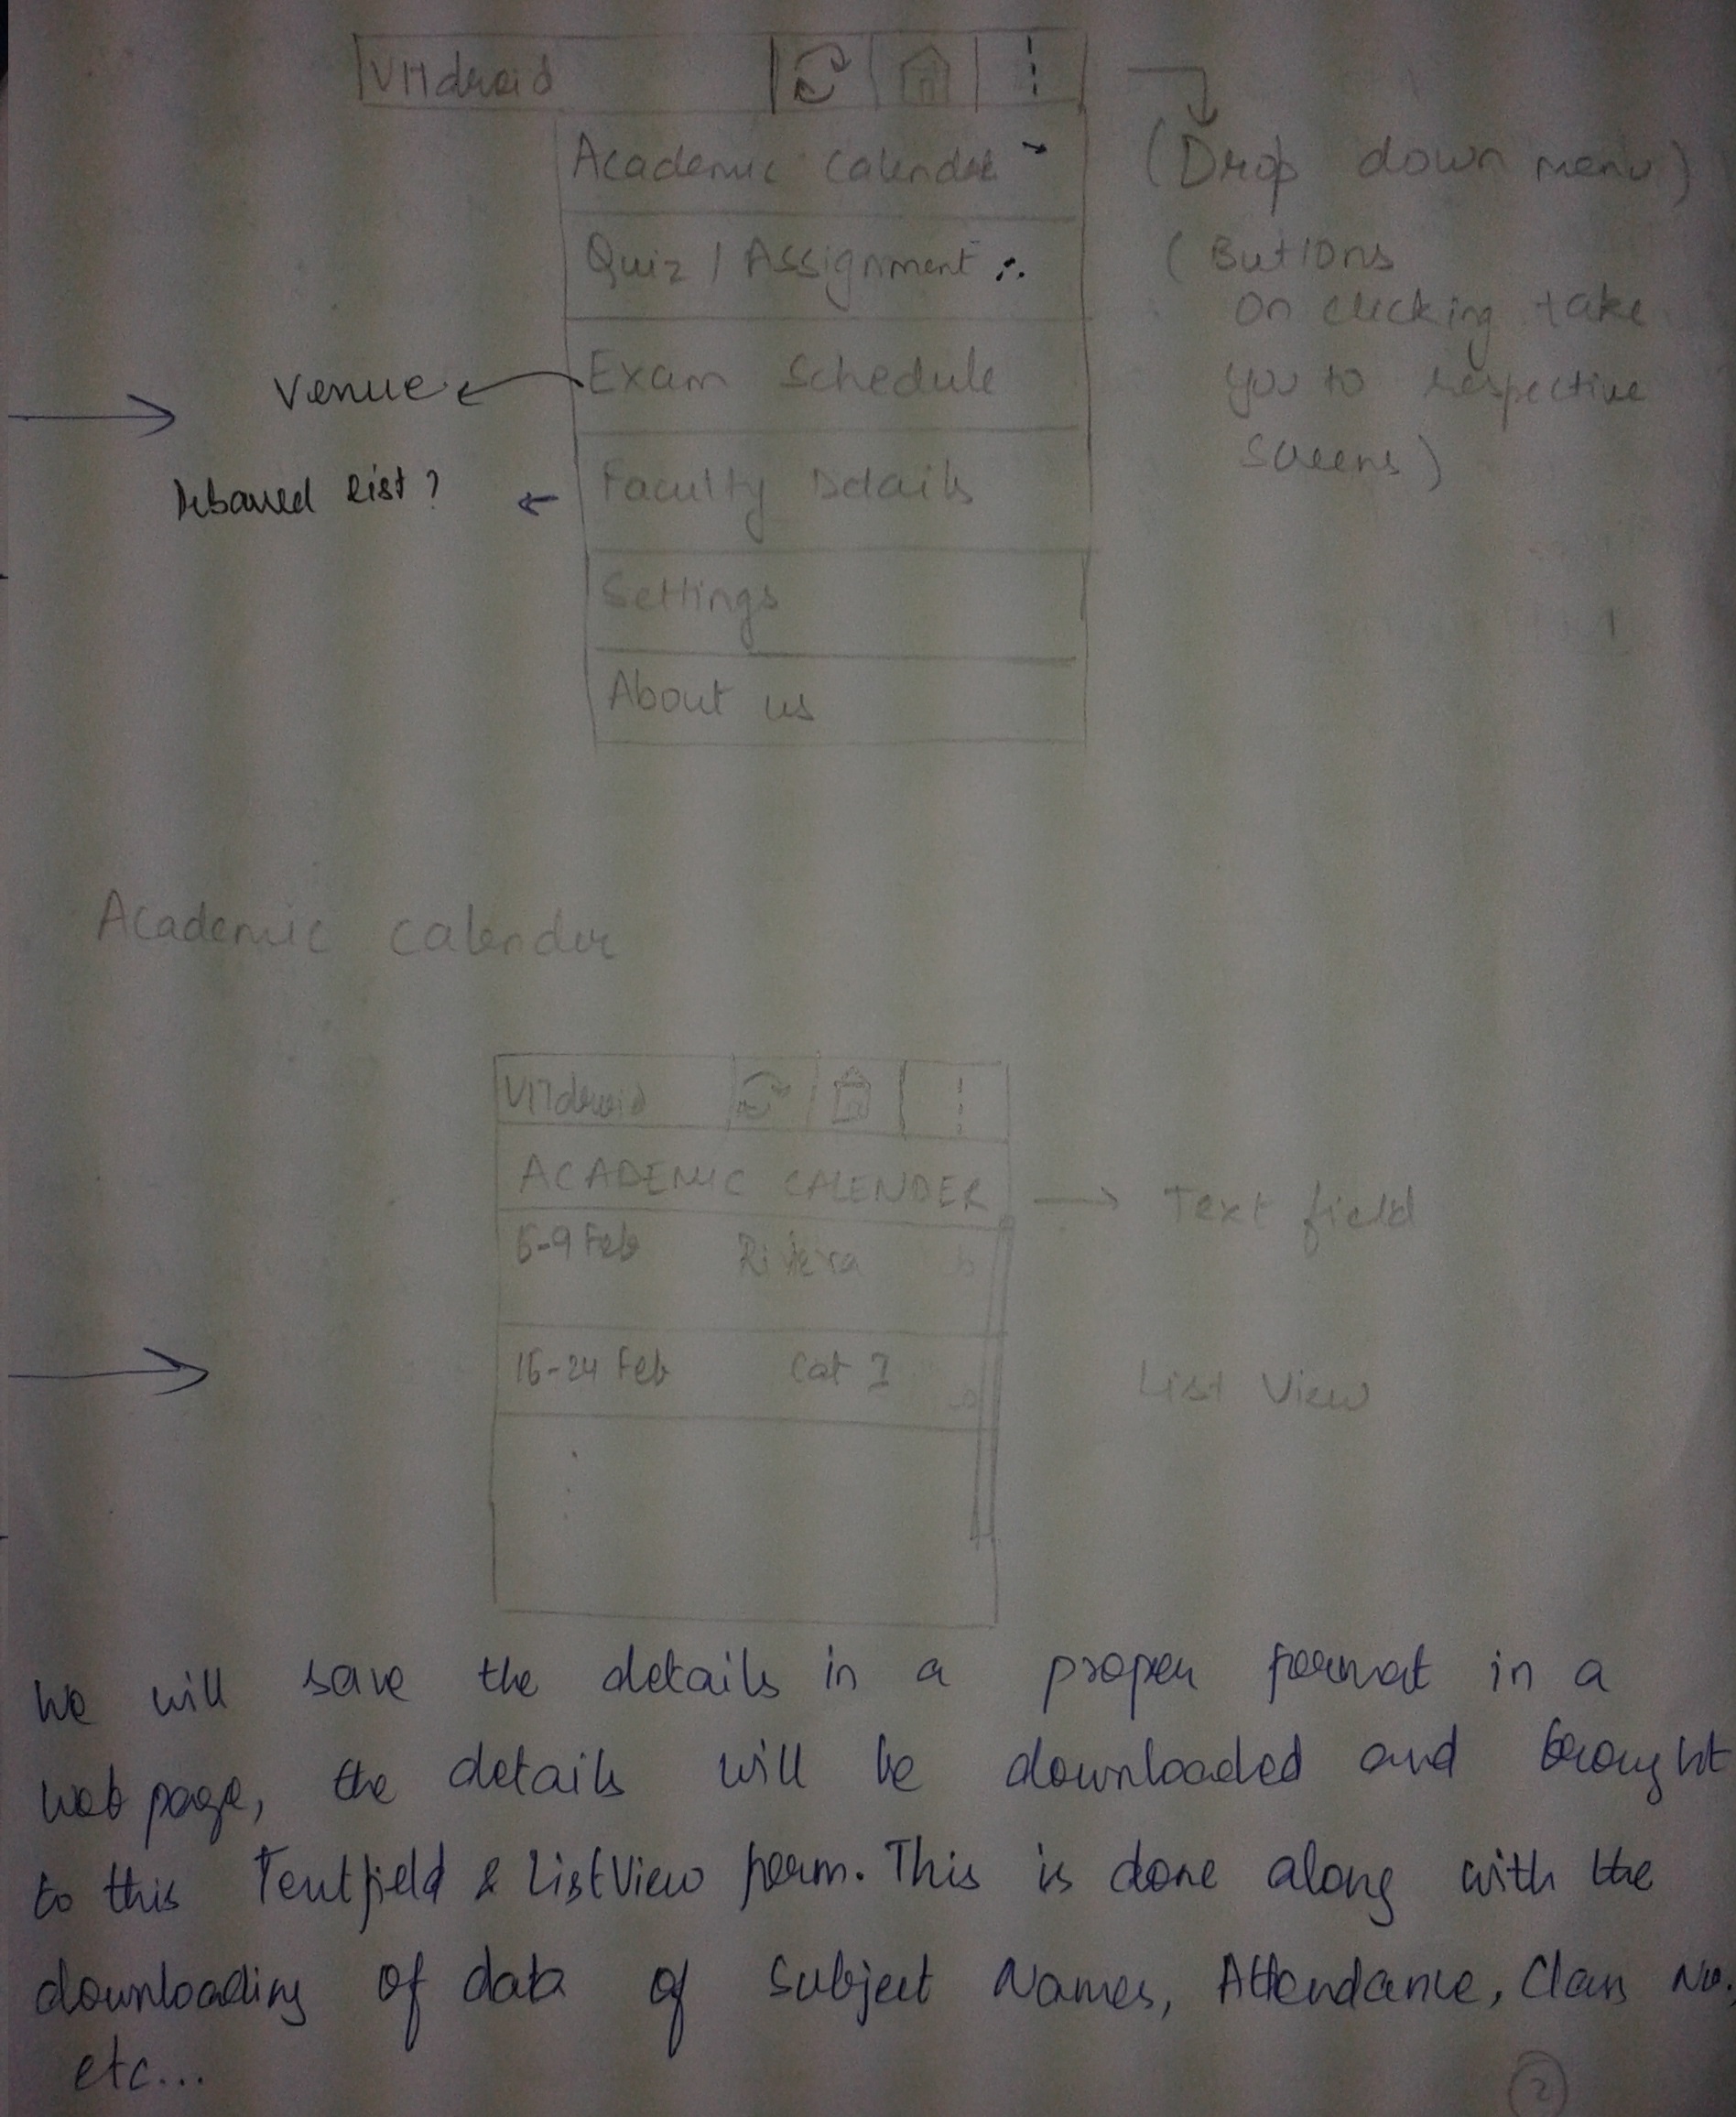 VITdroid
Academic Calender
(Drop down menu)
Quiz / Assignment
(Buttons
on clicking take
you to respective
screens)
Exam Schedule
Venue
Faculty Details
Debarred list?
Settings
About us
Academic Calender
VITdroid
ACADEMIC CALENDER
Text field
6-9 Feb Riviera
16-24 Feb Cat I
List View
We will save the details in a proper format in a
web page, the details will be downloaded and brought
to this Textfield & ListView form. This is done along with the
downloading of data of Subject Names, Attendance, Class No.
etc...
2